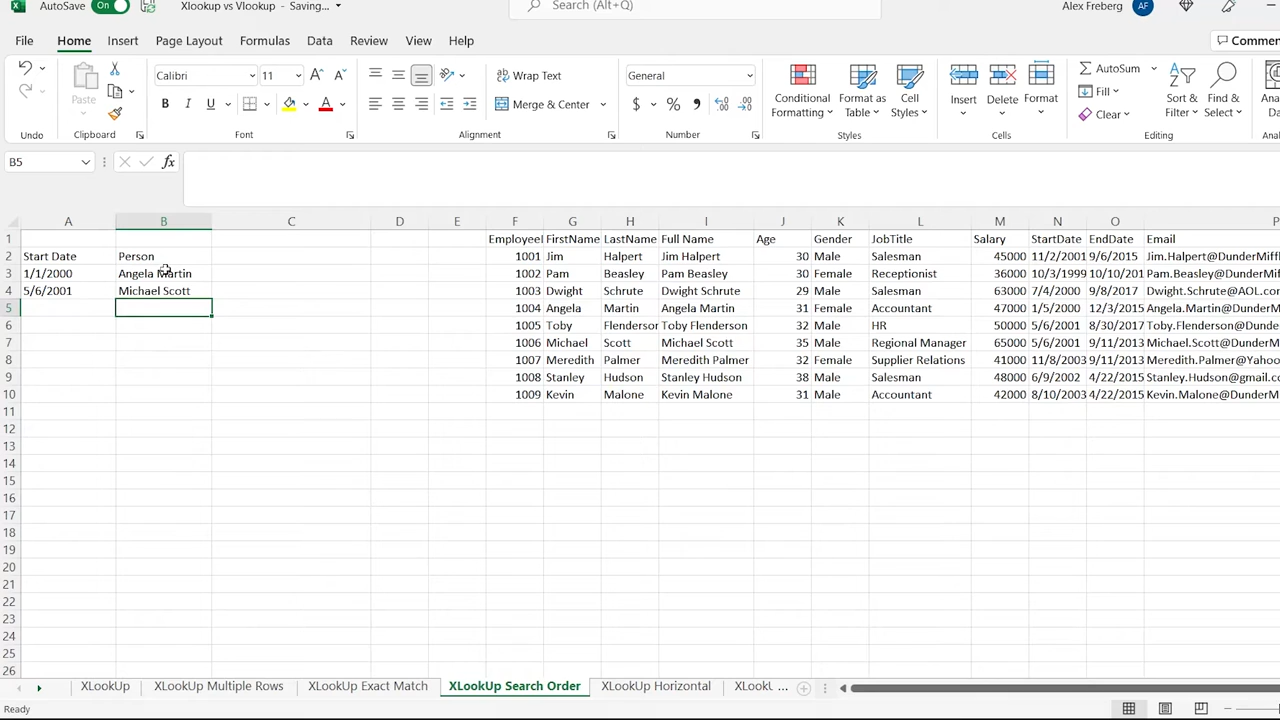 AutoSave On Xlookup vs Vlookup - Saving... Search (Alt+Q) Alex Freberg AF
File Home Insert Page Layout Formulas Data Review View Help
Paste Calibri 11 Wrap Text General AutoSum
B I U A Merge & Center $ % Conditional Formatting Format as Table Cell Styles Insert Delete Format Fill Clear Sort & Filter Find & Select
Undo Clipboard Font Alignment Number Styles Cells Editing
B5 fx
A B C D E F G H I J K L M N O P
1 EmployeeI FirstName LastName Full Name Age Gender JobTitle Salary StartDate EndDate Email
2 Start Date Person 1001 Jim Halpert Jim Halpert 30 Male Salesman 45000 11/2/2001 9/6/2015 Jim.Halpert@DunderMiffl
3 1/1/2000 Angela Martin 1002 Pam Beasley Pam Beasley 30 Female Receptionist 36000 10/3/1999 10/10/201 Pam.Beasley@DunderMiff
4 5/6/2001 Michael Scott 1003 Dwight Schrute Dwight Schrute 29 Male Salesman 63000 7/4/2000 9/8/2017 Dwight.Schrute@AOL.com
5 1004 Angela Martin Angela Martin 31 Female Accountant 47000 1/5/2000 12/3/2015 Angela.Martin@DunderM
6 1005 Toby Flenderson Toby Flenderson 32 Male HR 50000 5/6/2001 8/30/2017 Toby.Flenderson@Dunder
7 1006 Michael Scott Michael Scott 35 Male Regional Manager 65000 5/6/2001 9/11/2013 Michael.Scott@DunderMi
8 1007 Meredith Palmer Meredith Palmer 32 Female Supplier Relations 41000 11/8/2003 9/11/2013 Meredith.Palmer@Yahoo
9 1008 Stanley Hudson Stanley Hudson 38 Male Salesman 48000 6/9/2002 4/22/2015 Stanley.Hudson@gmail.co
10 1009 Kevin Malone Kevin Malone 31 Male Accountant 42000 8/10/2003 4/22/2015 Kevin.Malone@DunderM
11
12
13
14
15
16
17
18
19
20
21
22
23
24
25
26
XLookUp XLookUp Multiple Rows XLookUp Exact Match XLookUp Search Order XLookUp Horizontal ...
Ready